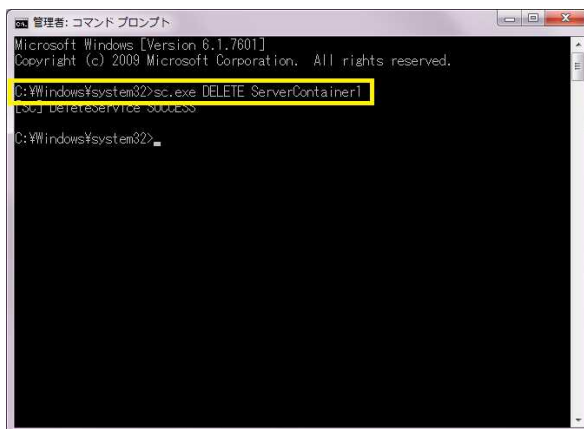 管理者: コマンド プロンプト
Microsoft Windows [Version 6.1.7601]
Copyright (c) 2009 Microsoft Corporation.  All rights reserved.
C:¥Windows¥system32>sc.exe DELETE ServerContainer1
[SC] DeleteService SUCCESS
C:¥Windows¥system32>